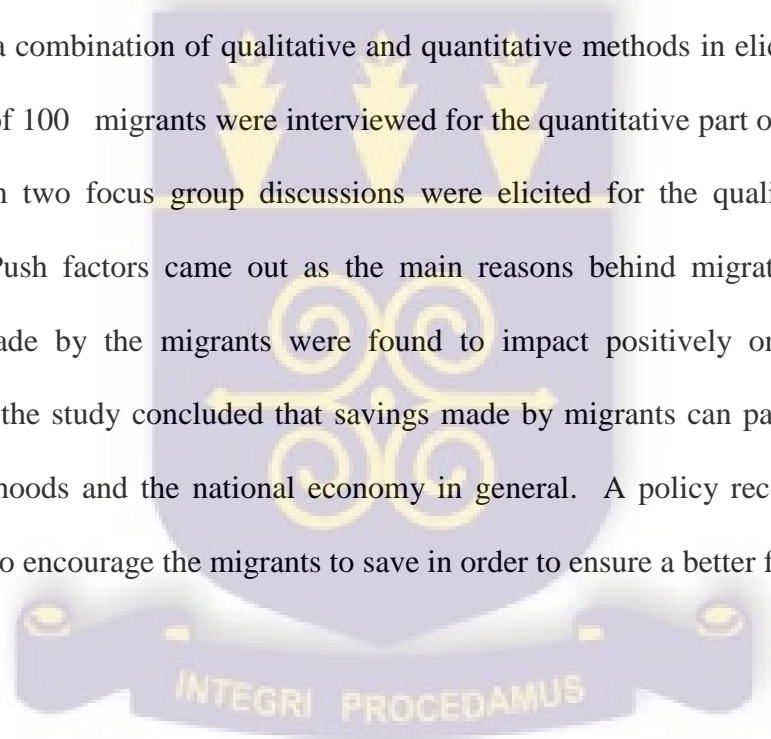 a combination of qualitative and quantitative methods in elic
of 100 migrants were interviewed for the quantitative part o
n two focus group discussions were elicited for the quali
Push factors came out as the main reasons behind migrat
ade by the migrants were found to impact positively or
the study concluded that savings made by migrants can pa
hoods and the national economy in general. A policy rec
o encourage the migrants to save in order to ensure a better f
INTEGRI PROCEDAMUS